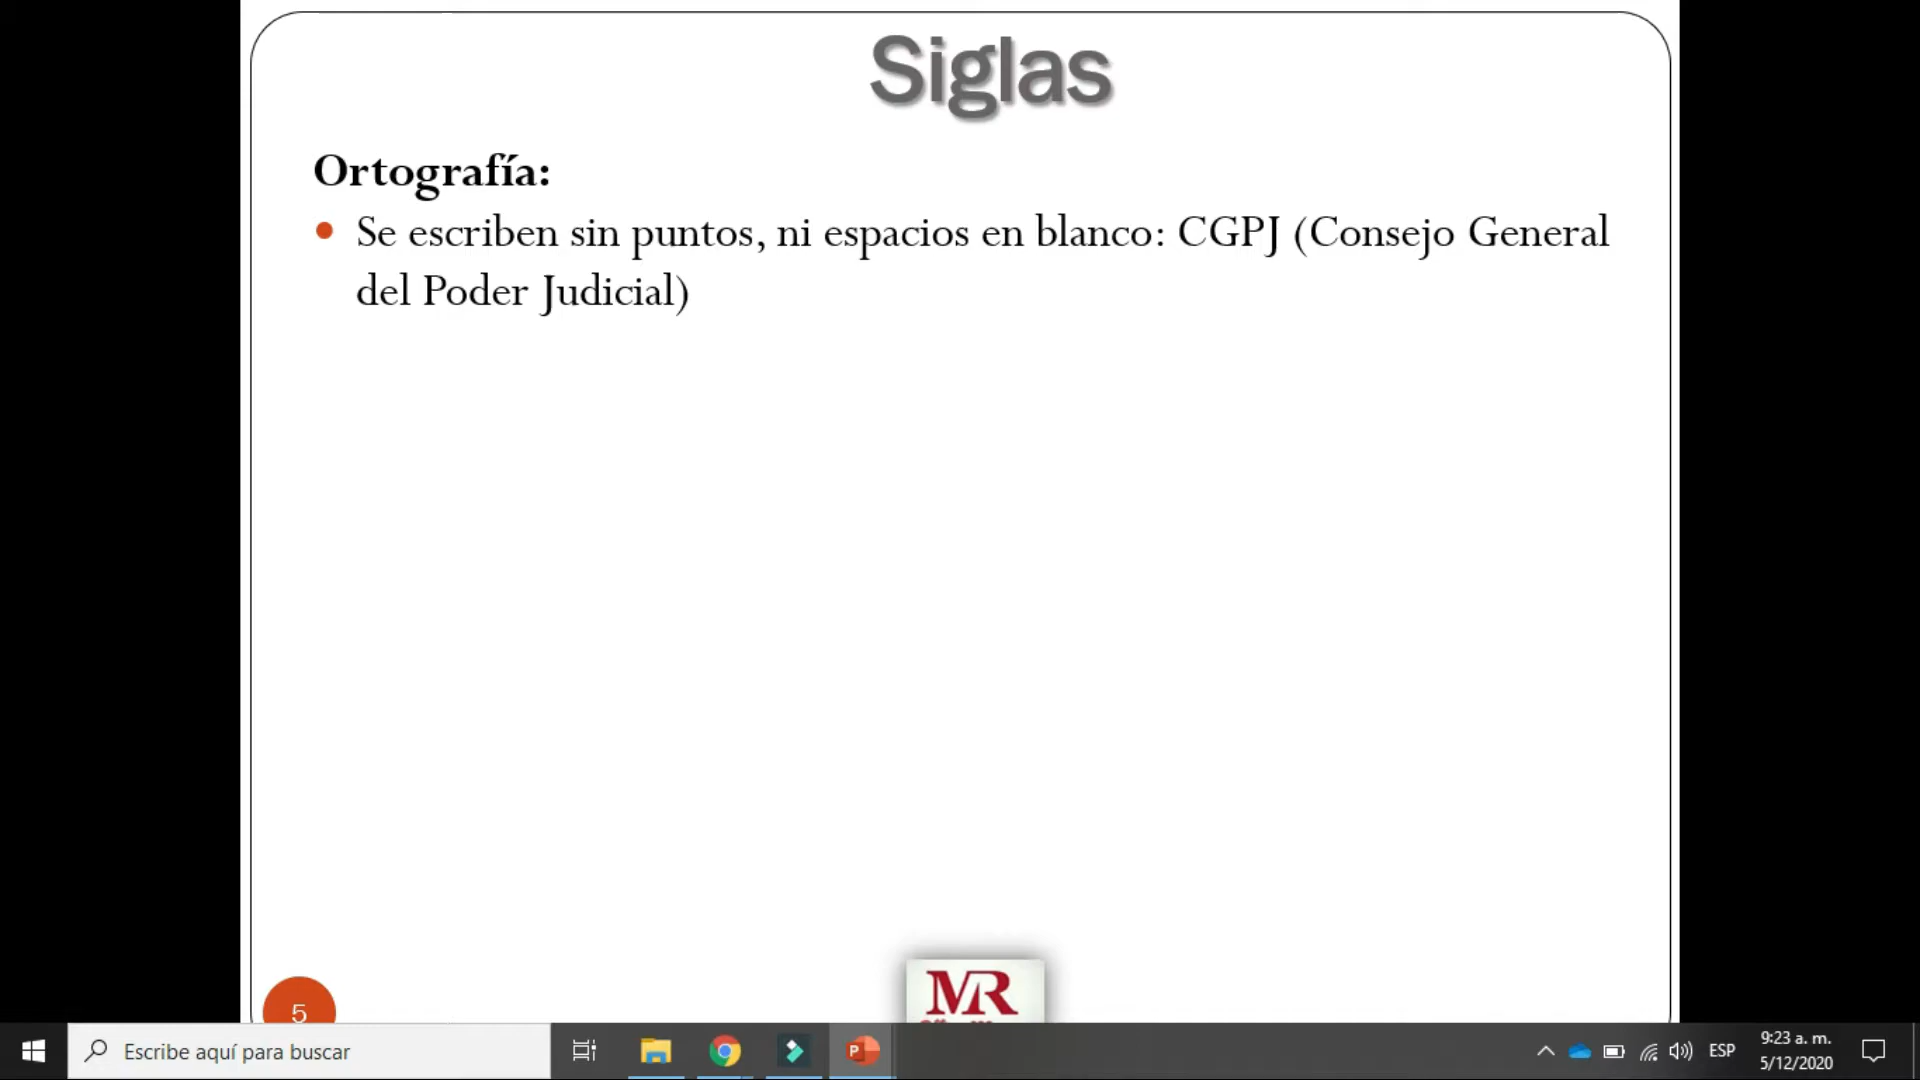 Siglas
Ortografía:
Se escriben sin puntos, ni espacios en blanco: CGPJ (Consejo General
del Poder Judicial)
5
MR
Escribe aquí para buscar
ESP
9:23 a. m.
5/12/2020